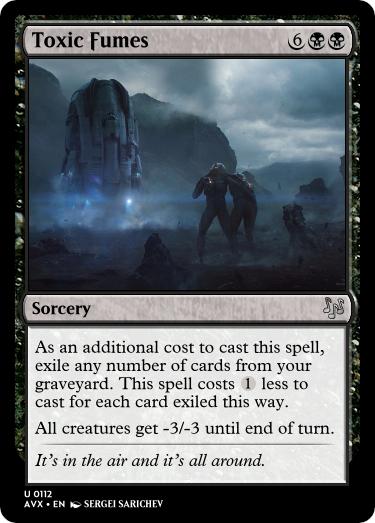 Toxic Fumes 6
Sorcery
As an additional cost to cast this spell,
exile any number of cards from your
graveyard. This spell costs 1 less to
cast for each card exiled this way.
All creatures get -3/-3 until end of turn.
It's in the air and it's all around.
U 0112
AVX • EN SERGEI SARICHEV